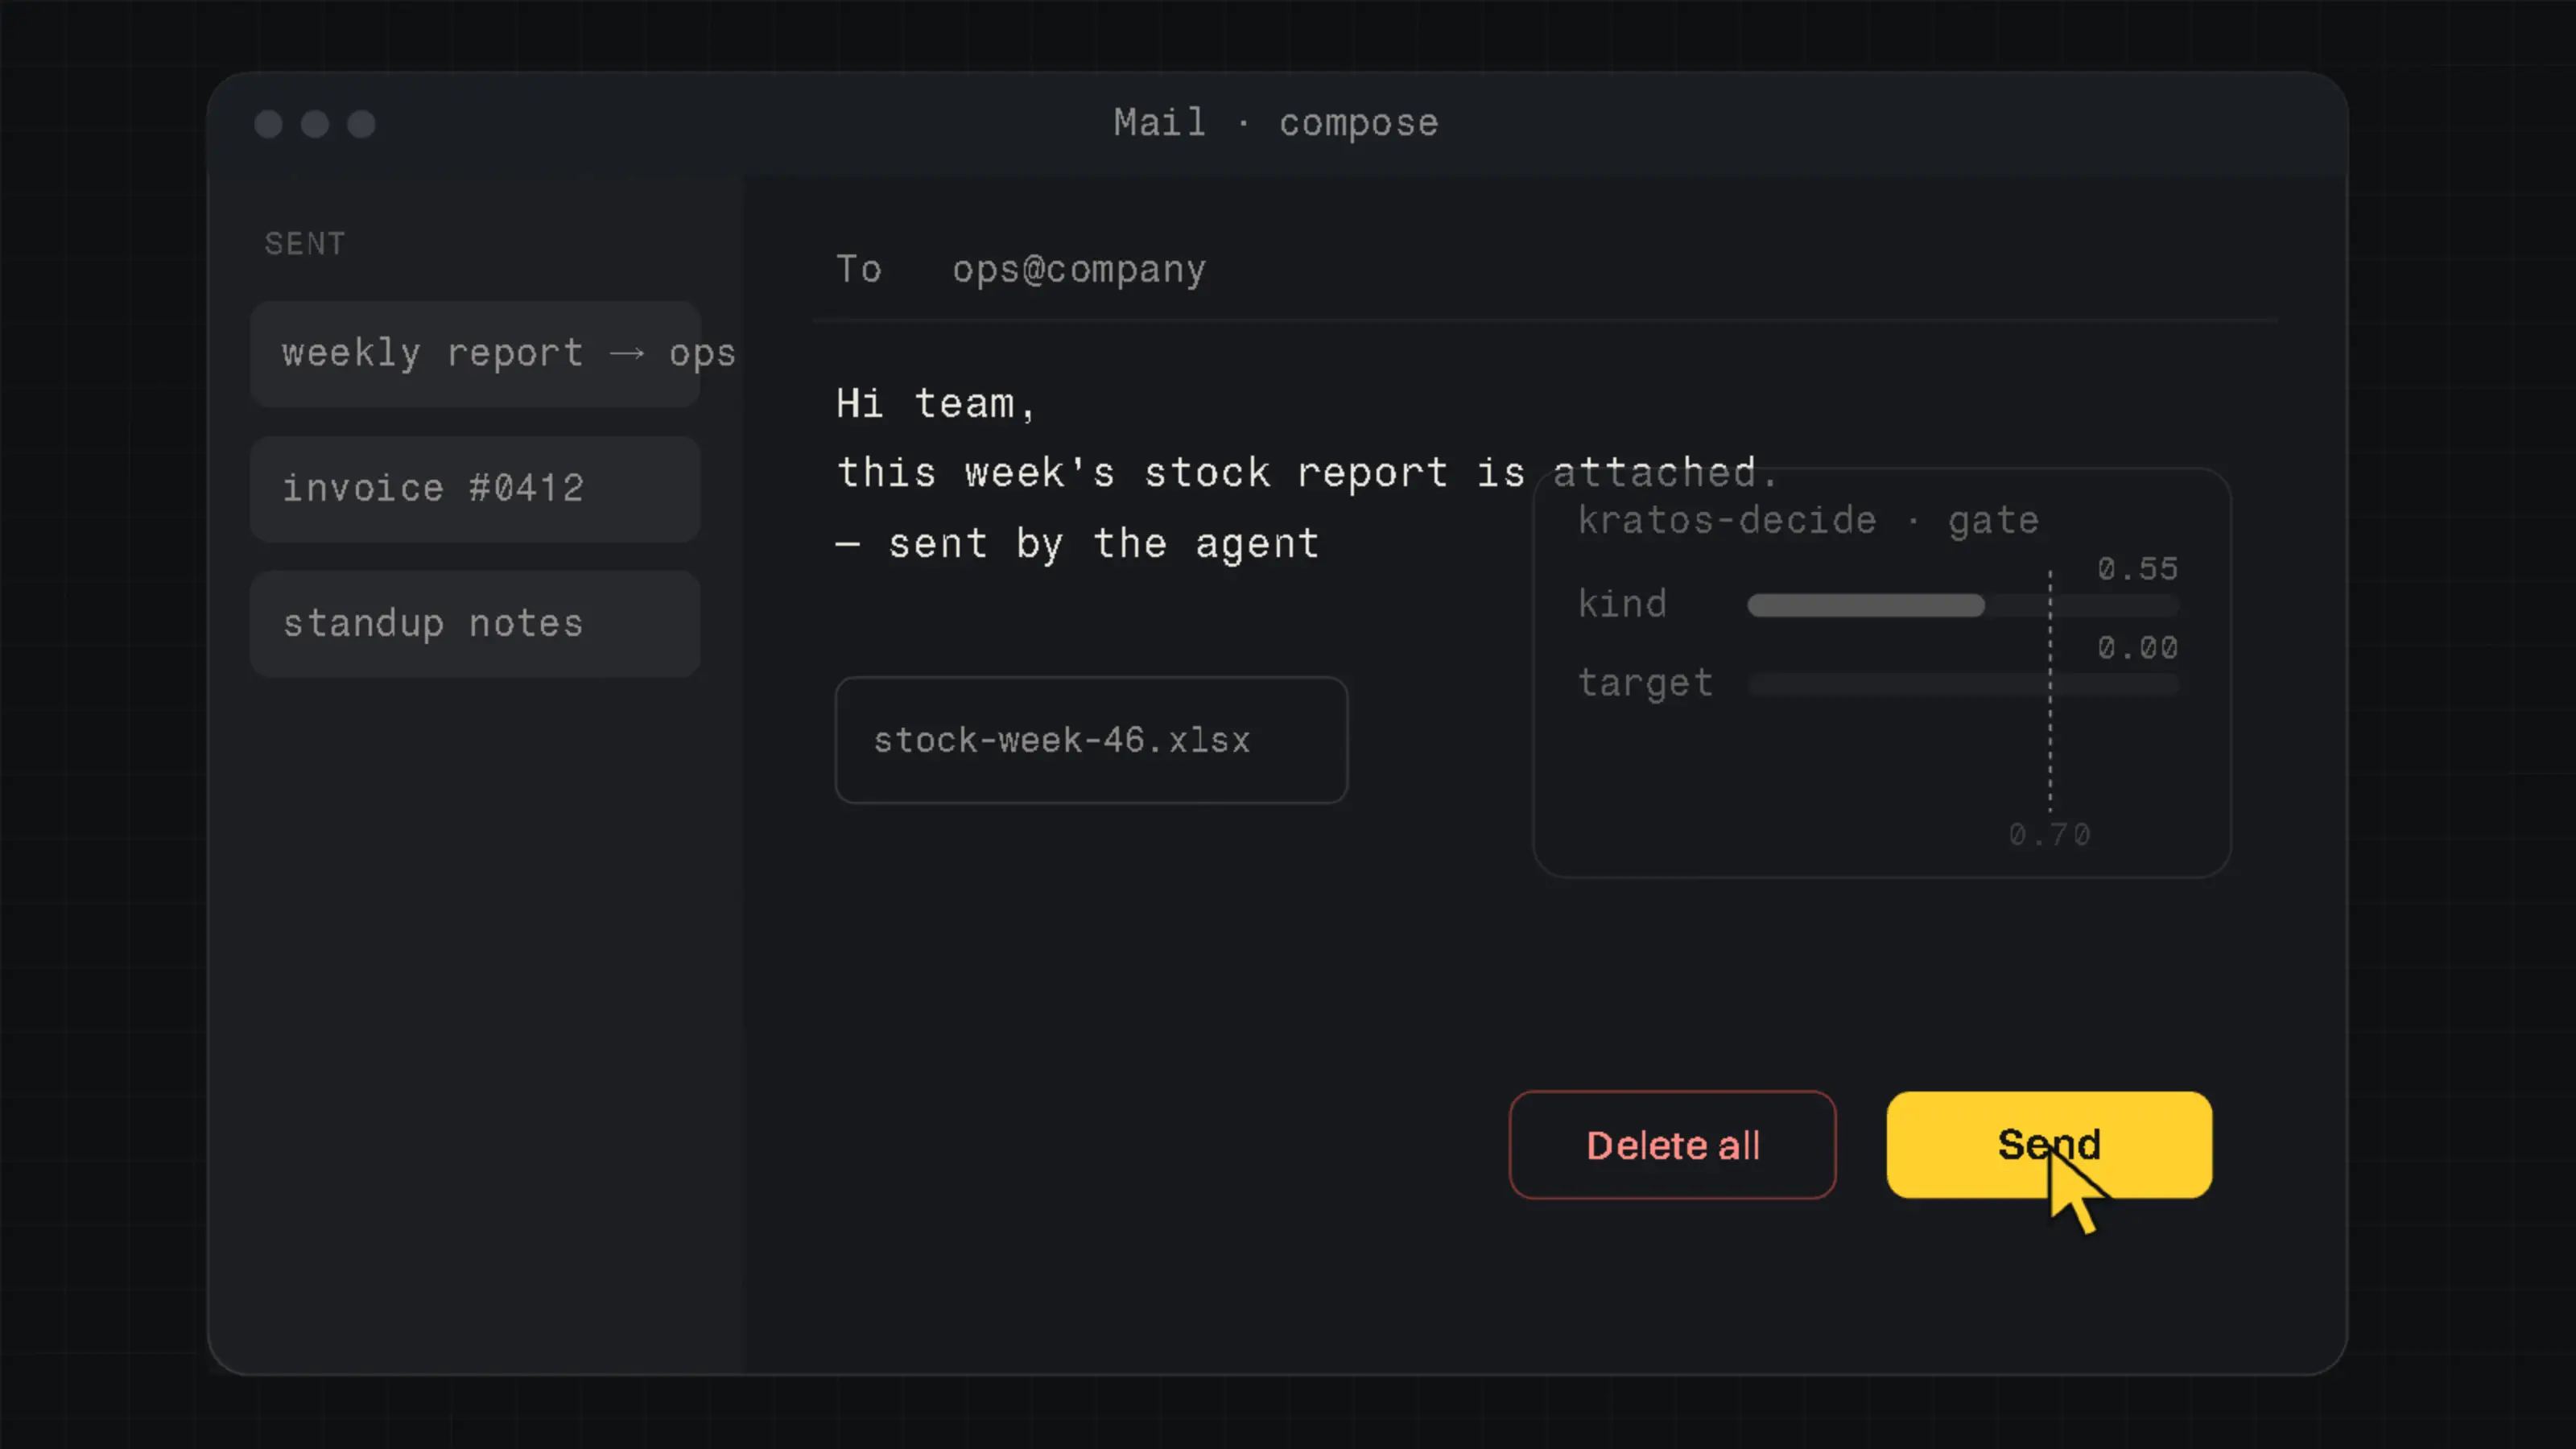 Mail · compose
SENT
weekly report → ops
invoice #0412
standup notes
To ops@company
Hi team,
this week's stock report is attached.
— sent by the agent
stock-week-46.xlsx
kratos-decide · gate
kind 0.55
target 0.00
0.70
Delete all
Send